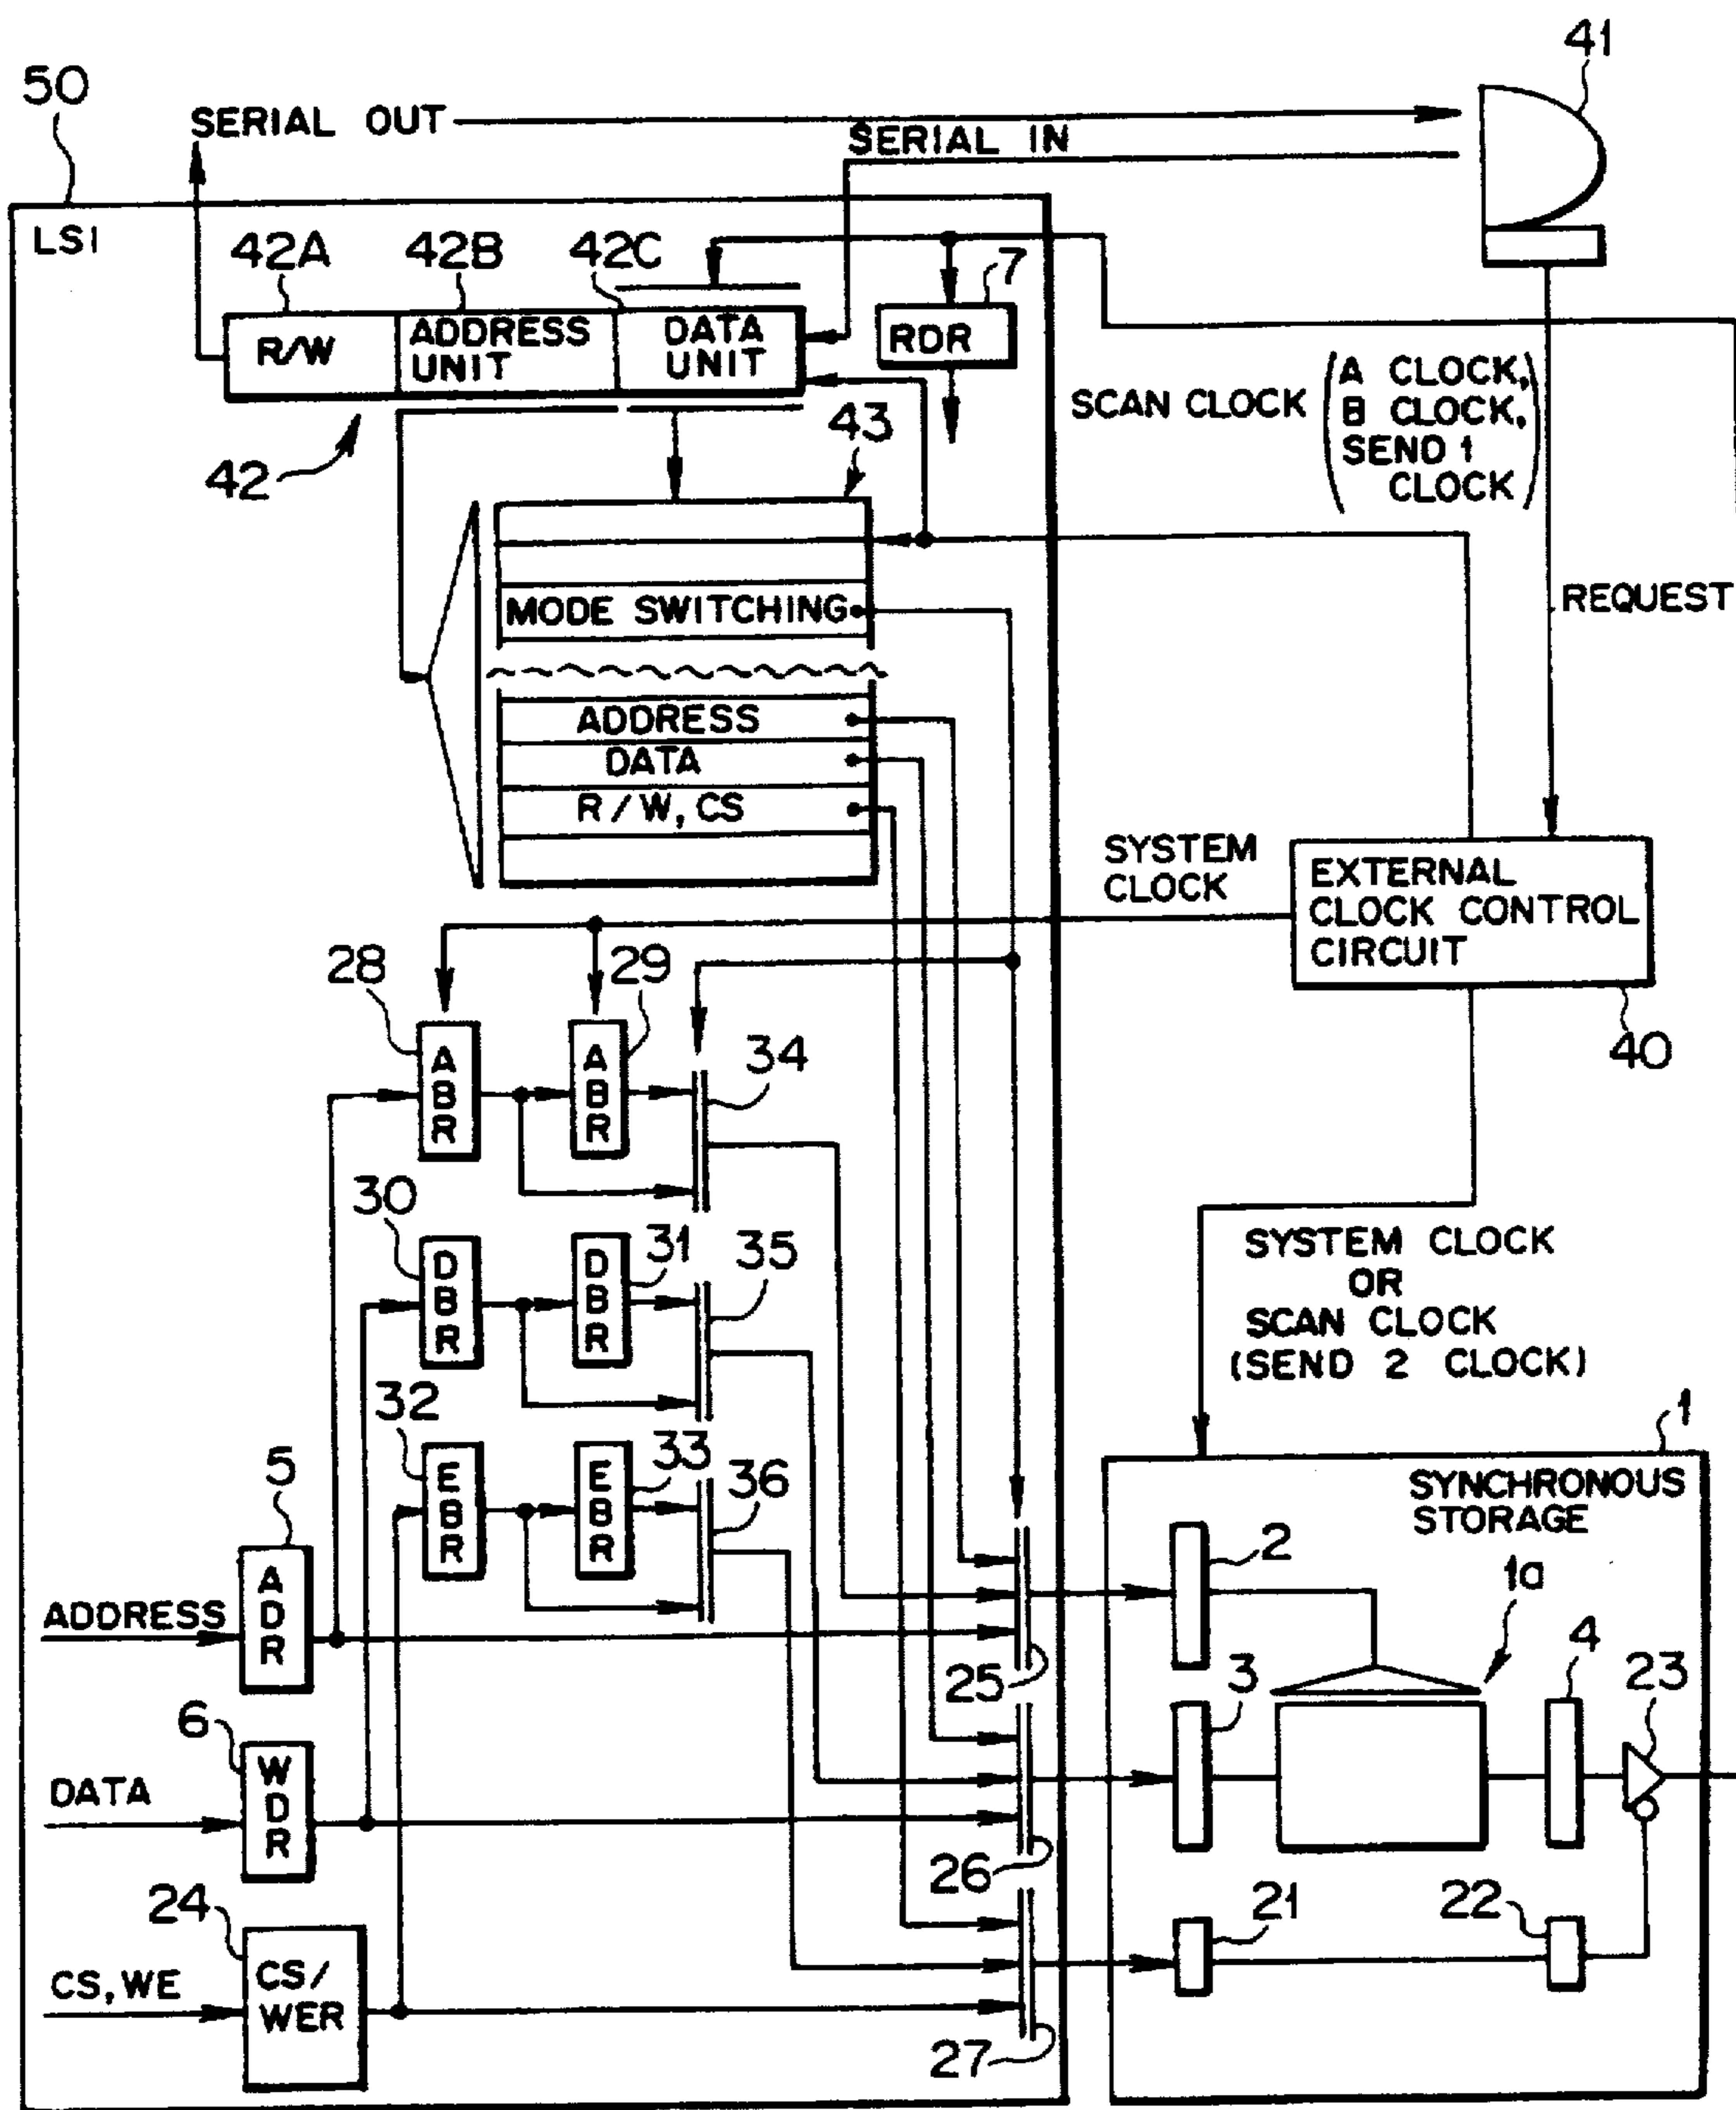 41
50
SERIAL OUT
SERIAL IN
LSI
42A
42B
42C
7
R/W
ADDRESS
UNIT
DATA
UNIT
RDR
SCAN CLOCK
(A CLOCK,
B CLOCK,
SEND 1
CLOCK)
42
43
MODE SWITCHING
REQUEST
ADDRESS
DATA
R/W, CS
SYSTEM
CLOCK
EXTERNAL
CLOCK CONTROL
CIRCUIT
40
28
29
34
ABR
ABR
30
31
35
DBR
DBR
SYSTEM CLOCK
OR
SCAN CLOCK
(SEND 2 CLOCK)
32
33
36
EBR
EBR
1
SYNCHRONOUS
STORAGE
5
ADR
ADDRESS
2
1a
25
3
4
23
6
WDR
DATA
26
24
CS/
WER
CS, WE
21
22
27